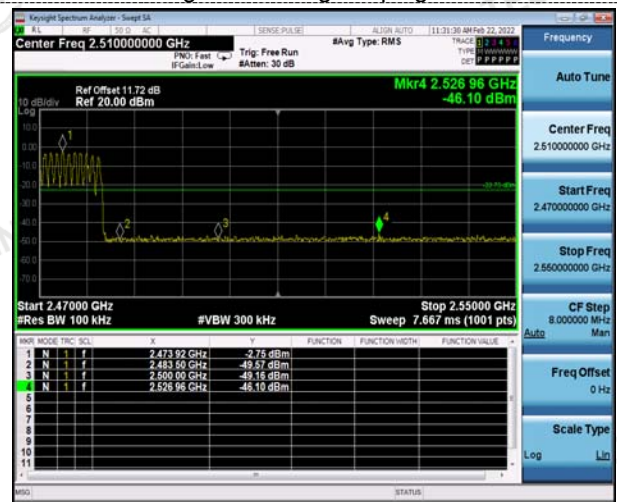 Keysight Spectrum Analyzer - Swept SA
RL RF 50 Ω AC SENSE:PULSE ALIGN AUTO 11:31:30 AM Feb 22, 2022
Center Freq 2.510000000 GHz #Avg Type: RMS TRACE 1 2 3 4 5 6
PNO: Fast Trig: Free Run TYPE
IFGain:Low #Atten: 30 dB DET P P P P P P
Frequency
Auto Tune
Mkr4 2.526 96 GHz
-46.10 dBm
Ref Offset 11.72 dB
10 dB/div Ref 20.00 dBm
Log
10.0
0.00
-10.0
-20.0
-30.0
-40.0
-50.0
-60.0
-70.0
1
2
3
4
Center Freq
2.510000000 GHz
Start Freq
2.470000000 GHz
Stop Freq
2.550000000 GHz
Start 2.47000 GHz Stop 2.55000 GHz
#Res BW 100 kHz #VBW 300 kHz Sweep 7.667 ms (1001 pts)
CF Step
8.000000 MHz
Auto Man
MKR MODE TRC SCL X Y FUNCTION FUNCTION WIDTH FUNCTION VALUE
1 N 1 f 2.473 92 GHz -2.75 dBm
2 N 1 f 2.483 50 GHz -49.57 dBm
3 N 1 f 2.500 00 GHz -49.16 dBm
4 N 1 f 2.526 96 GHz -46.10 dBm
5
6
7
8
9
10
11
Freq Offset
0 Hz
Scale Type
Log Lin
MSG STATUS